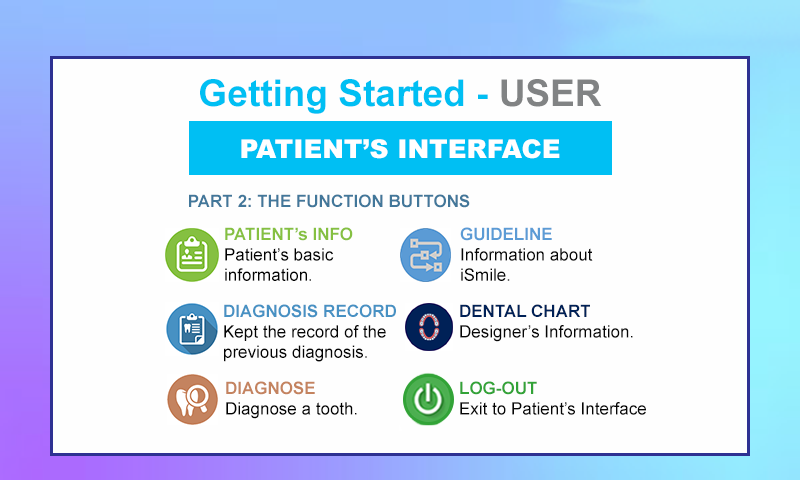 Getting Started - USER
PATIENT'S INTERFACE
PART 2: THE FUNCTION BUTTONS
PATIENT's INFO
Patient's basic
information.
GUIDELINE
Information about
iSmile.
DIAGNOSIS RECORD
Kept the record of the
previous diagnosis.
DENTAL CHART
Designer's Information.
DIAGNOSE
Diagnose a tooth.
LOG-OUT
Exit to Patient's Interface